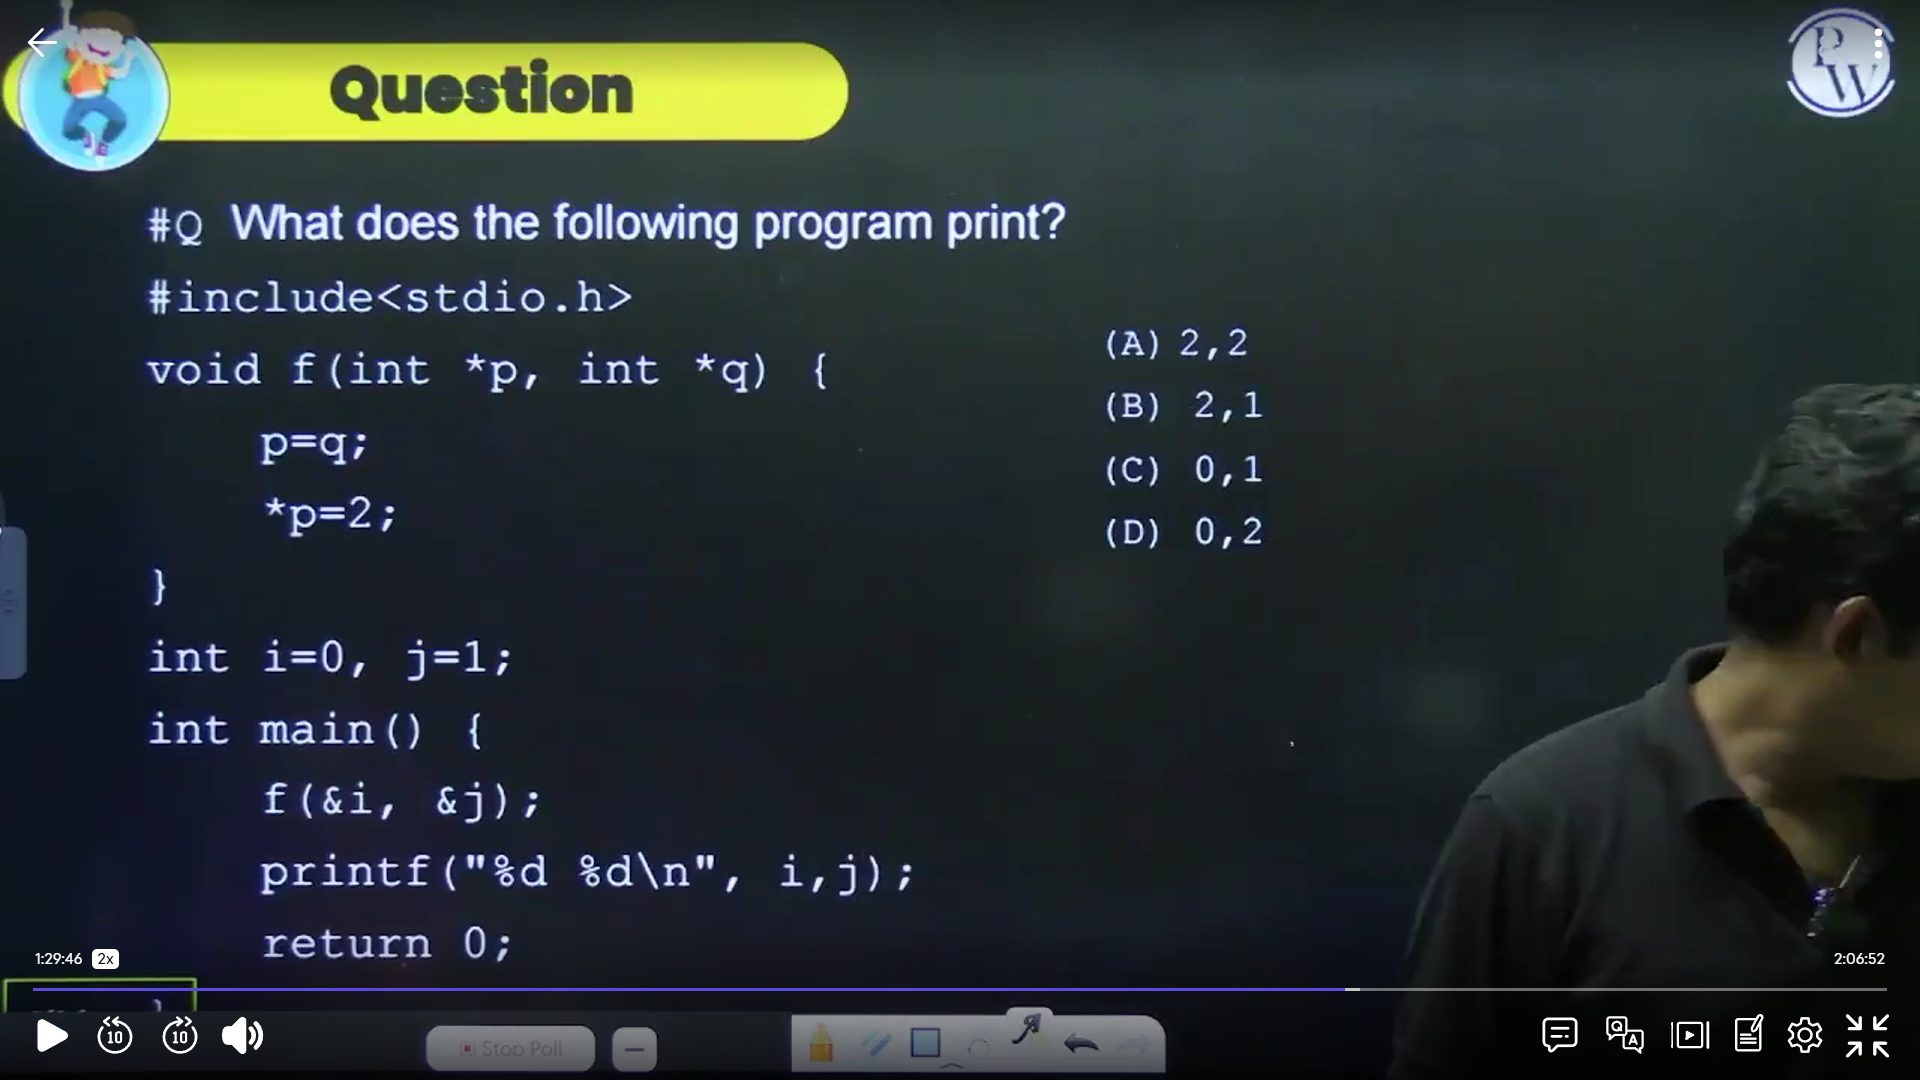 Question
PW
#Q What does the following program print?
#include<stdio.h>
void f(int *p, int *q) {
p=q;
*p=2;
}
int i=0, j=1;
int main() {
f(&i, &j);
printf("%d %d\n", i,j);
return 0;
}
(A) 2,2
(B) 2,1
(C) 0,1
(D) 0,2
1:29:46 2x
2:06:52
10
10
Stop Poll
Q
A